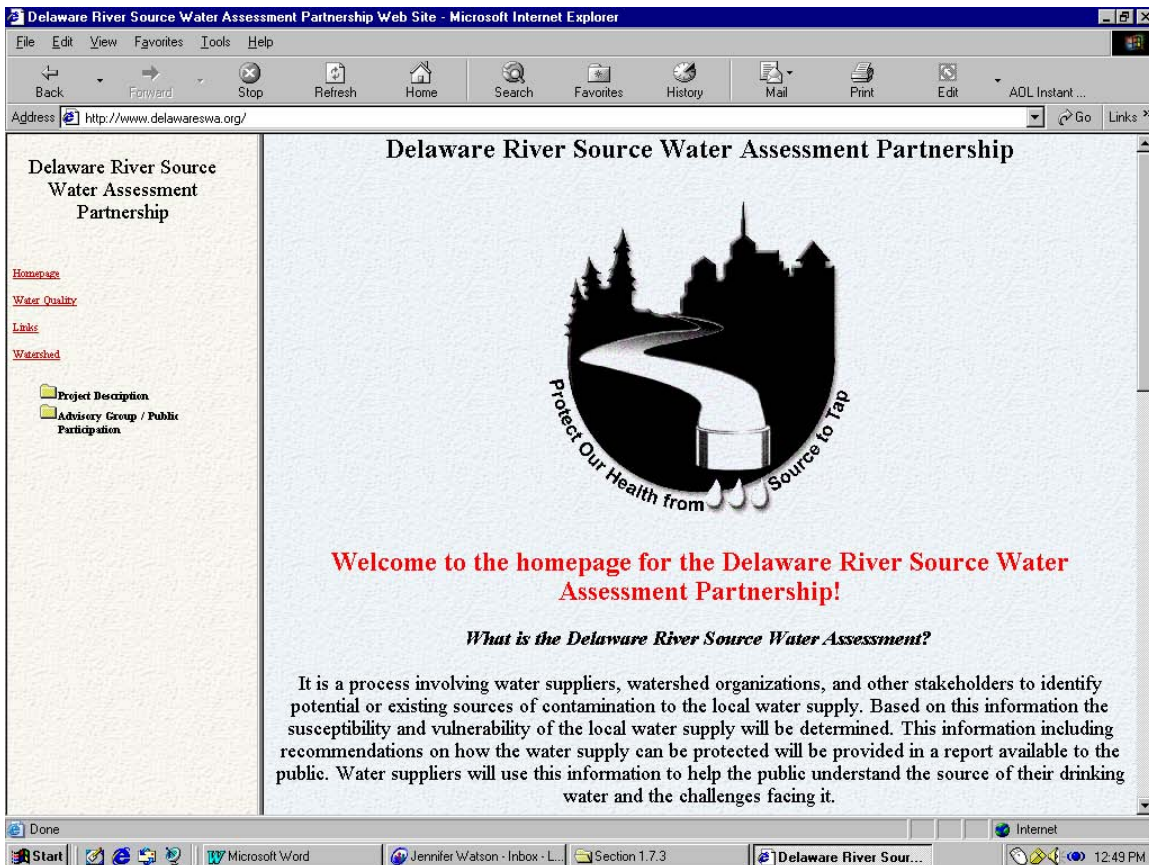 Delaware River Source Water Assessment Partnership Web Site - Microsoft Internet Explorer
File Edit View Favorites Tools Help
Back Forward Stop Refresh Home Search Favorites History Mail Print Edit AOL Instant ...
Address http://www.delawareswa.org/ Go Links »
Delaware River Source
Water Assessment
Partnership
Homepage
Water Quality
Links
Watershed
Project Description
Advisory Group / Public
Participation
Delaware River Source Water Assessment Partnership
Protect Our Health from Source to Tap
Welcome to the homepage for the Delaware River Source Water
Assessment Partnership!
What is the Delaware River Source Water Assessment?
It is a process involving water suppliers, watershed organizations, and other stakeholders to identify
potential or existing sources of contamination to the local water supply. Based on this information the
susceptibility and vulnerability of the local water supply will be determined. This information including
recommendations on how the water supply can be protected will be provided in a report available to the
public. Water suppliers will use this information to help the public understand the source of their drinking
water and the challenges facing it.
Done Internet
Start Microsoft Word Jennifer Watson - Inbox - L... Section 1.7.3 Delaware River Sour... 12:49 PM